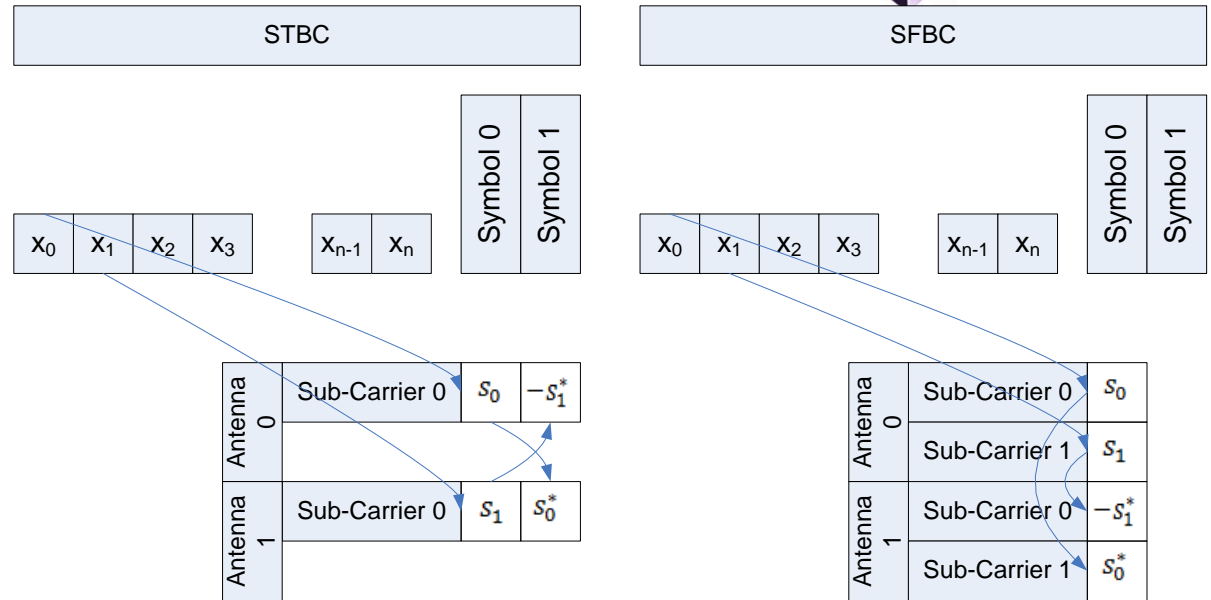 STBC
Symbol 0
Symbol 1
x₀ x₁ x₂ x₃ xₙ₋₁ xₙ
Antenna 0
Sub-Carrier 0 s₀ −s₁*
Antenna 1
Sub-Carrier 0 s₁ s₀*
SFBC
Symbol 0
Symbol 1
x₀ x₁ x₂ x₃ xₙ₋₁ xₙ
Antenna 0
Sub-Carrier 0 s₀
Sub-Carrier 1 s₁
Antenna 1
Sub-Carrier 0 −s₁*
Sub-Carrier 1 s₀*